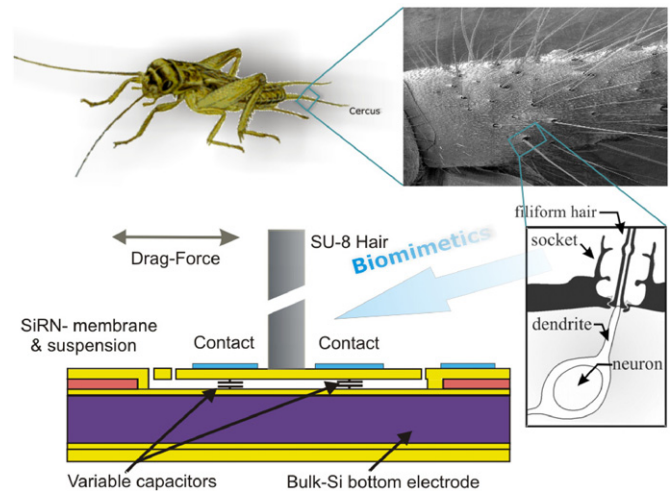 Cercus
filiform hair
socket
dendrite
neuron
Drag-Force
SU-8 Hair
Biomimetics
SiRN- membrane
& suspension
Contact
Contact
Variable capacitors
Bulk-Si bottom electrode